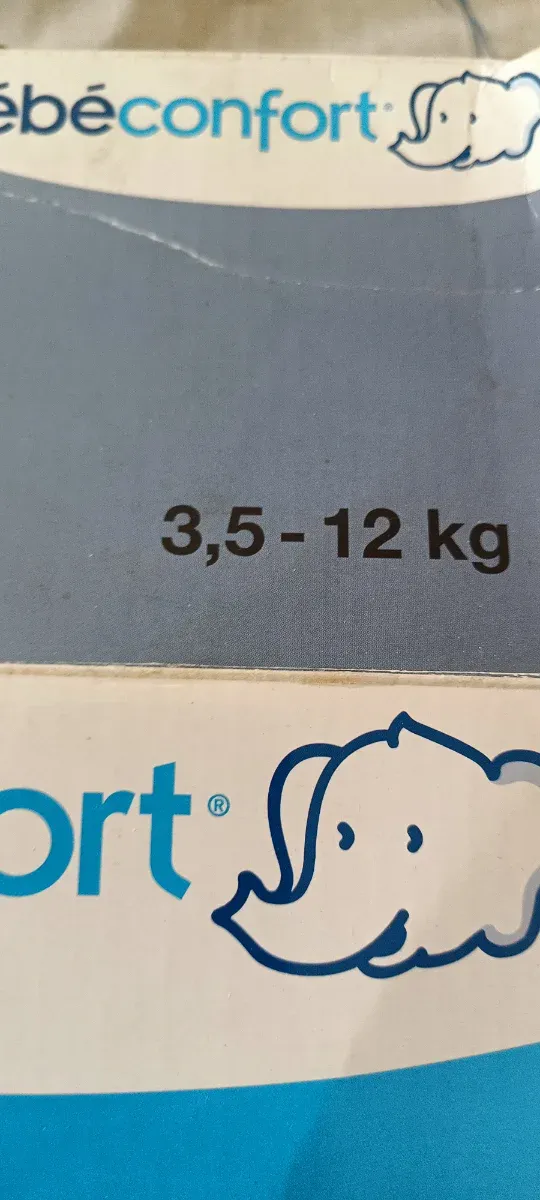 ébéconfort
3,5 - 12 kg
ort®